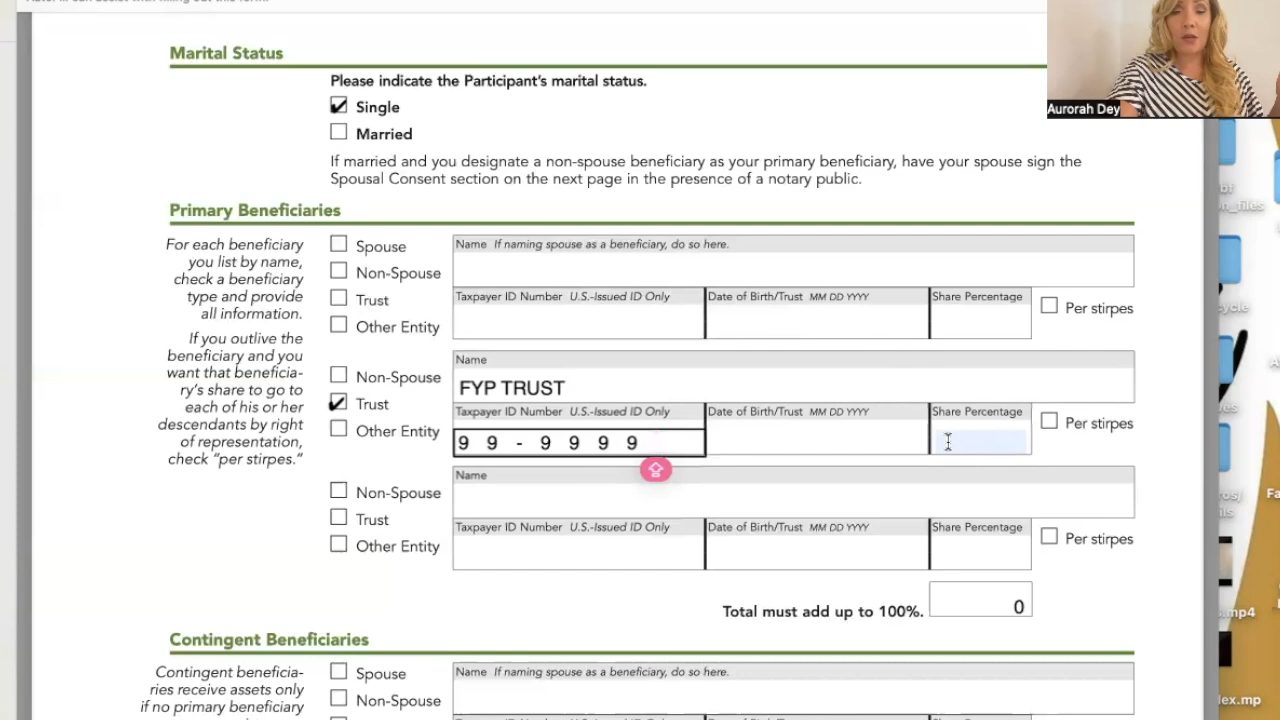 Marital Status
Please indicate the Participant's marital status.
Single
Married
If married and you designate a non-spouse beneficiary as your primary beneficiary, have your spouse sign the
Spousal Consent section on the next page in the presence of a notary public.
Aurorah Dey
Primary Beneficiaries
For each beneficiary
you list by name,
check a beneficiary
type and provide
all information.
If you outlive the
beneficiary and you
want that beneficia-
ry's share to go to
each of his or her
descendants by right
of representation,
check "per stirpes."
Spouse
Non-Spouse
Trust
Other Entity
Name If naming spouse as a beneficiary, do so here.
Taxpayer ID Number U.S.-Issued ID Only Date of Birth/Trust MM DD YYYY Share Percentage
Per stirpes
Non-Spouse
Trust
Other Entity
Name
FYP TRUST
Taxpayer ID Number U.S.-Issued ID Only Date of Birth/Trust MM DD YYYY Share Percentage
9 9 - 9 9 9 9
Per stirpes
Non-Spouse
Trust
Other Entity
Name
Taxpayer ID Number U.S.-Issued ID Only Date of Birth/Trust MM DD YYYY Share Percentage
Per stirpes
Total must add up to 100%. 0
Contingent Beneficiaries
Contingent beneficia-
ries receive assets only
if no primary beneficiary
Spouse
Non-Spouse
Name If naming spouse as a beneficiary, do so here.